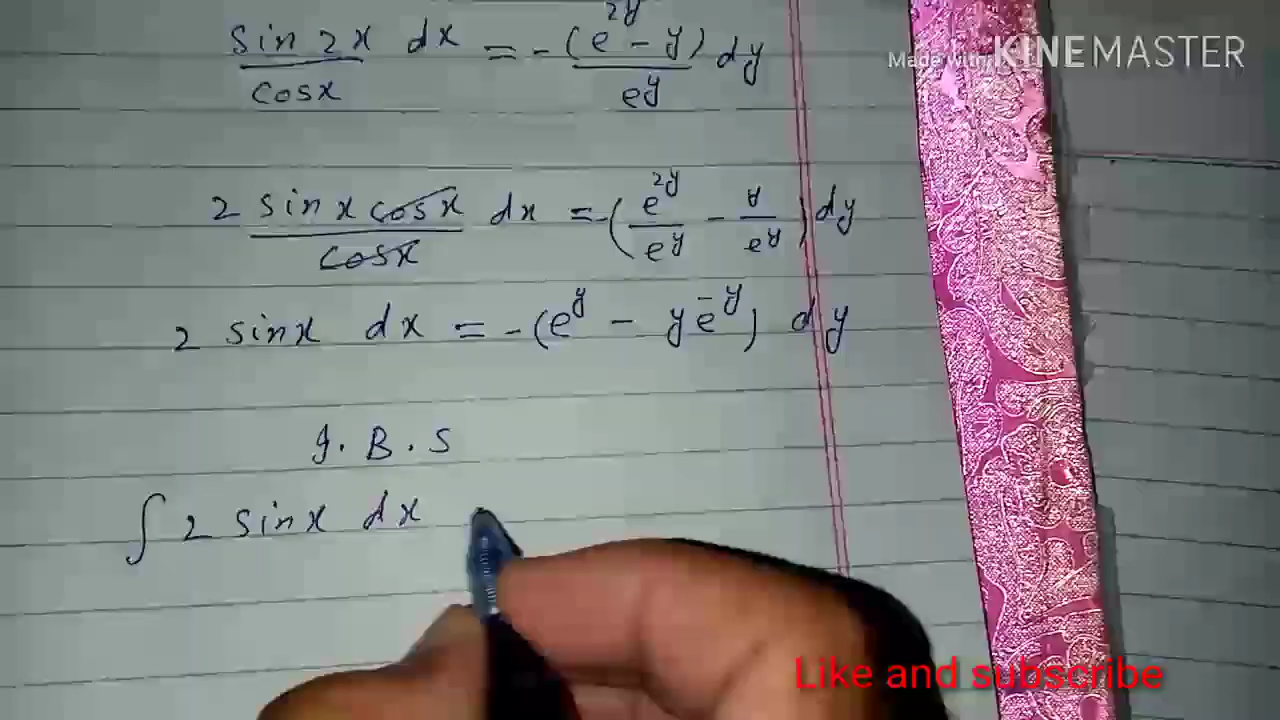 sin 2x dx = -(e^2y - y) dy
cosx e^y
Made with KINEMASTER
2 sinx cosx dx = -(e^2y - y) dy
cosx e^y e^y
2 sinx dx = -(e^y - ye^-y) dy
I.B.S
∫ 2 sinx dx
Like and subscribe